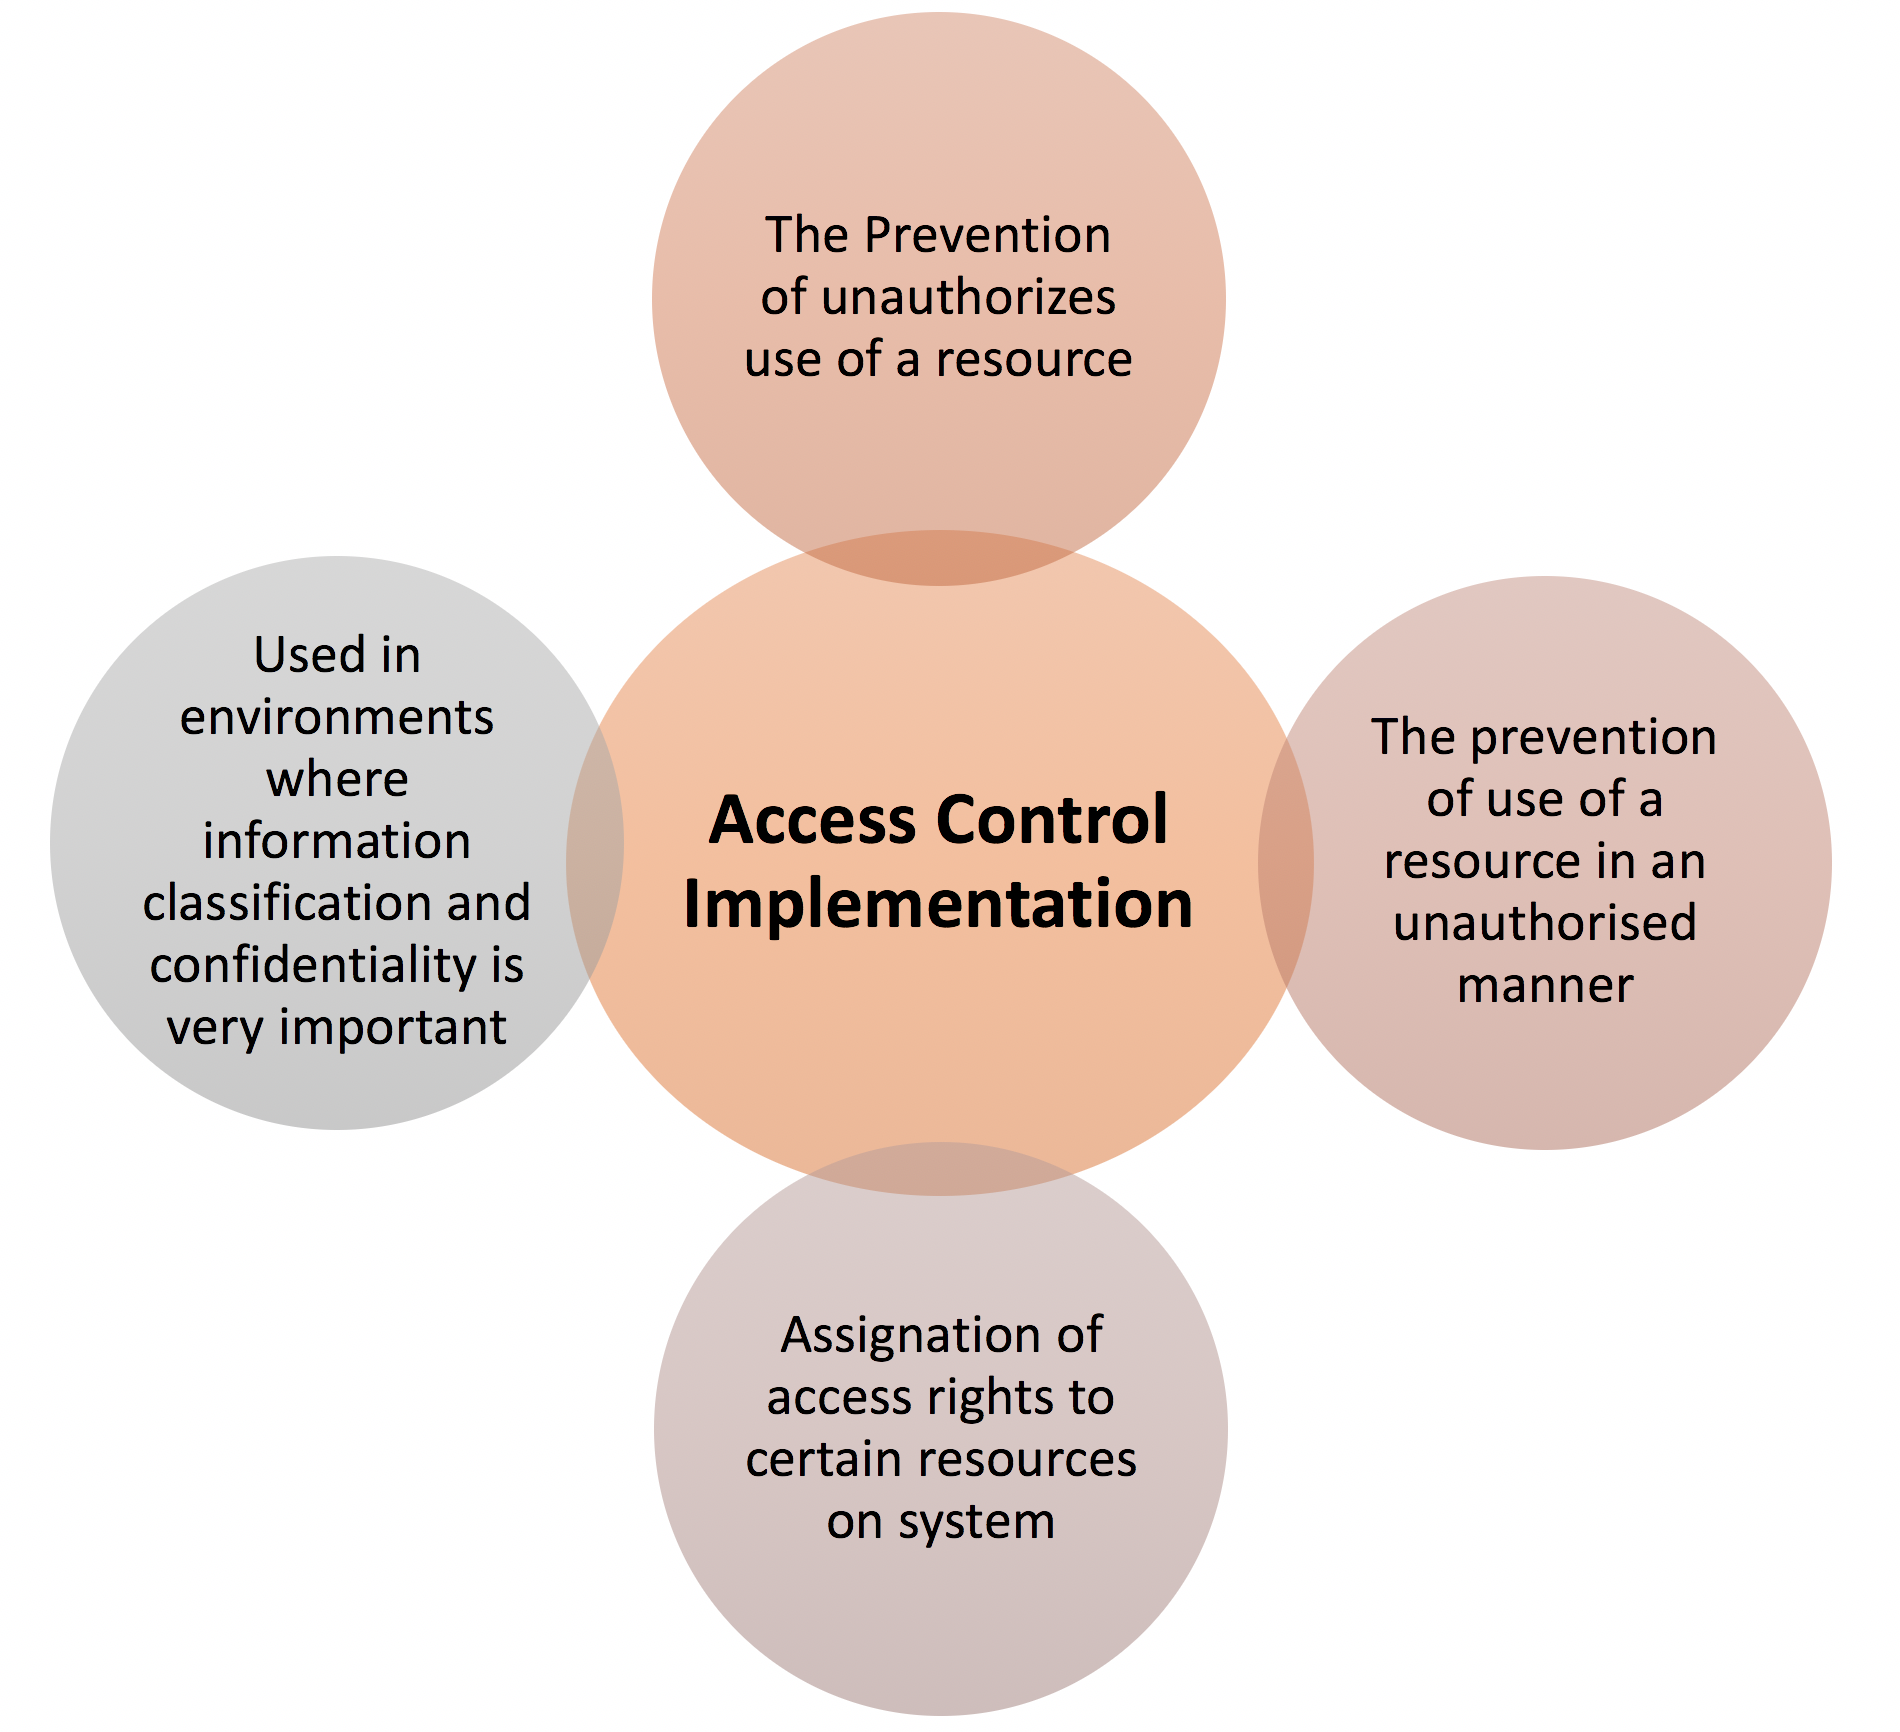 The Prevention
of unauthorizes
use of a resource
Used in
environments
where
information
classification and
confidentiality is
very important
Access Control
Implementation
The prevention
of use of a
resource in an
unauthorised
manner
Assignation of
access rights to
certain resources
on system